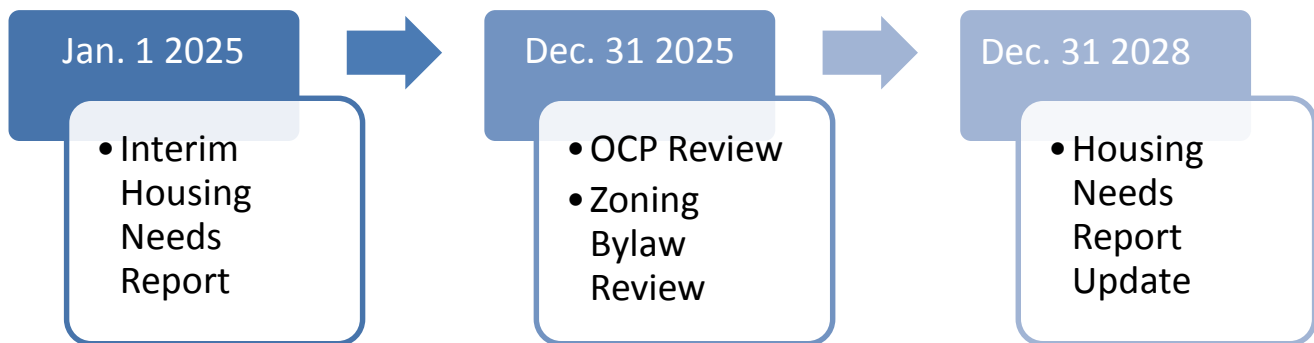 Jan. 1 2025
• Interim
Housing
Needs
Report
Dec. 31 2025
• OCP Review
• Zoning
Bylaw
Review
Dec. 31 2028
• Housing
Needs
Report
Update